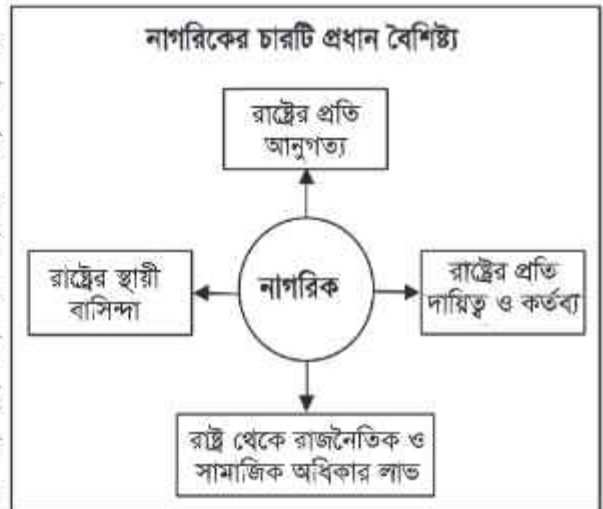 নাগরিকের চারটি প্রধান বৈশিষ্ট্য
রাষ্ট্রের প্রতি
আনুগত্য
রাষ্ট্রের স্থায়ী
বাসিন্দা
নাগরিক
রাষ্ট্রের প্রতি
দায়িত্ব ও কর্তব্য
রাষ্ট্র থেকে রাজনৈতিক ও
সামাজিক অধিকার লাভ